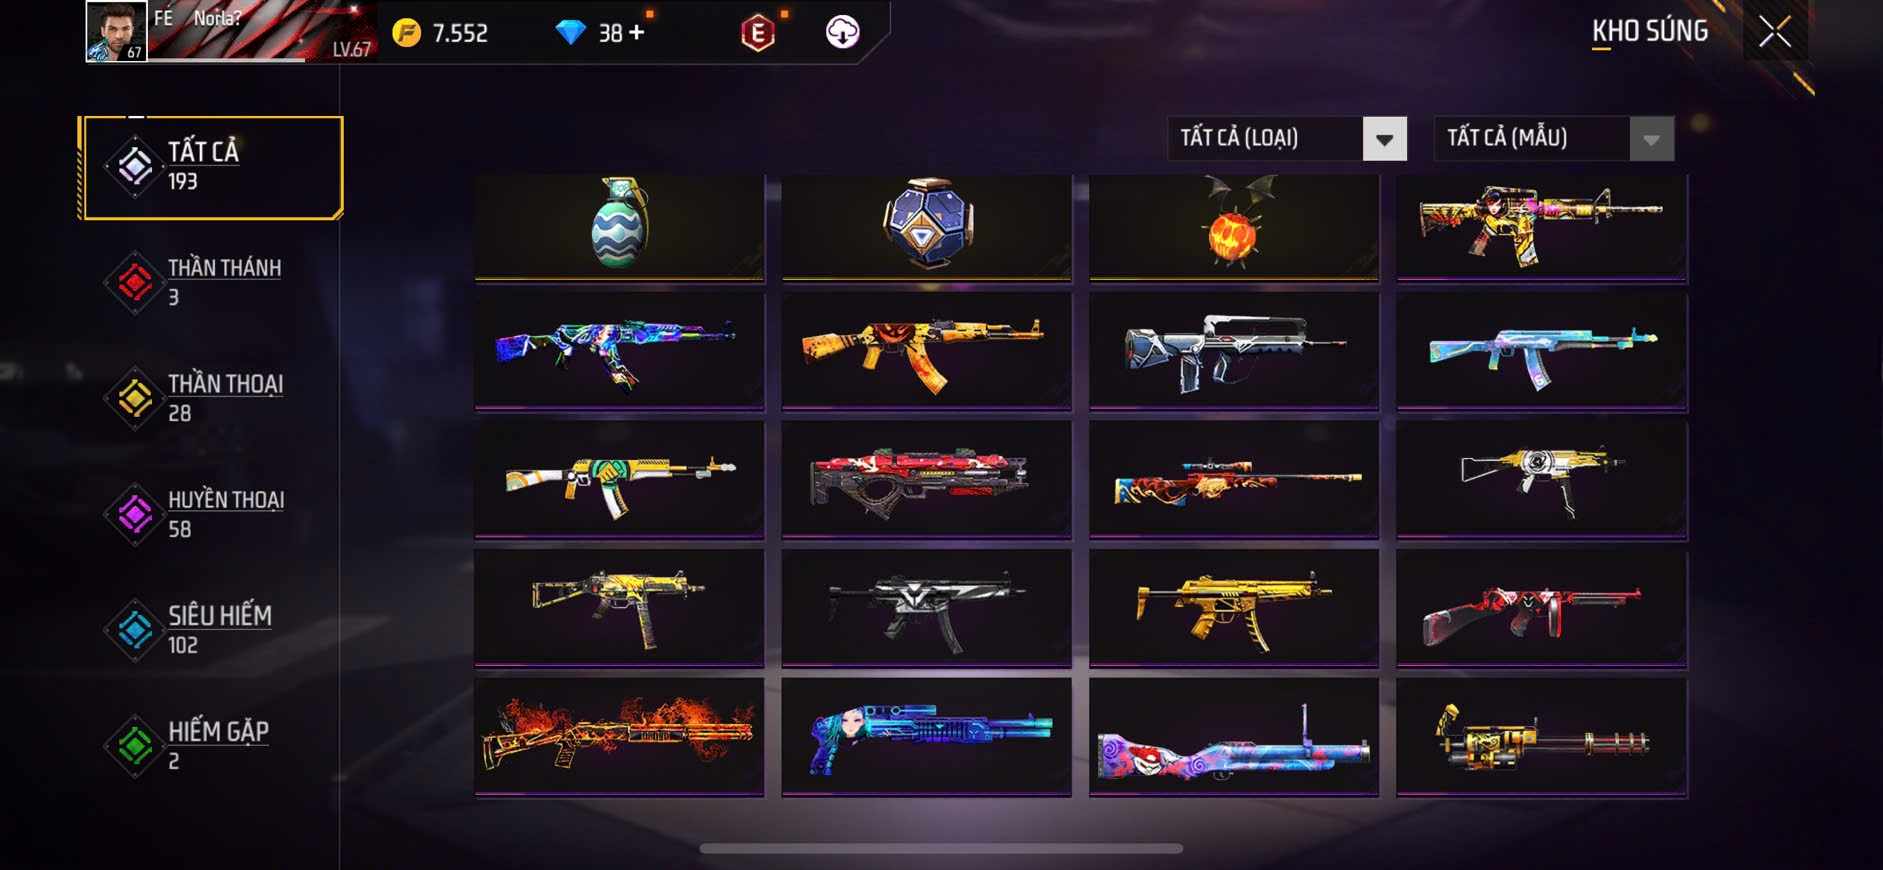 FE Norla?
67
LV.67
7.552
38+
E
KHO SÚNG
TẤT CẢ (LOẠI)
TẤT CẢ (MẪU)
TẤT CẢ
193
THẦN THÁNH
3
THẦN THOẠI
28
HUYỀN THOẠI
58
SIÊU HIẾM
102
HIẾM GẶP
2